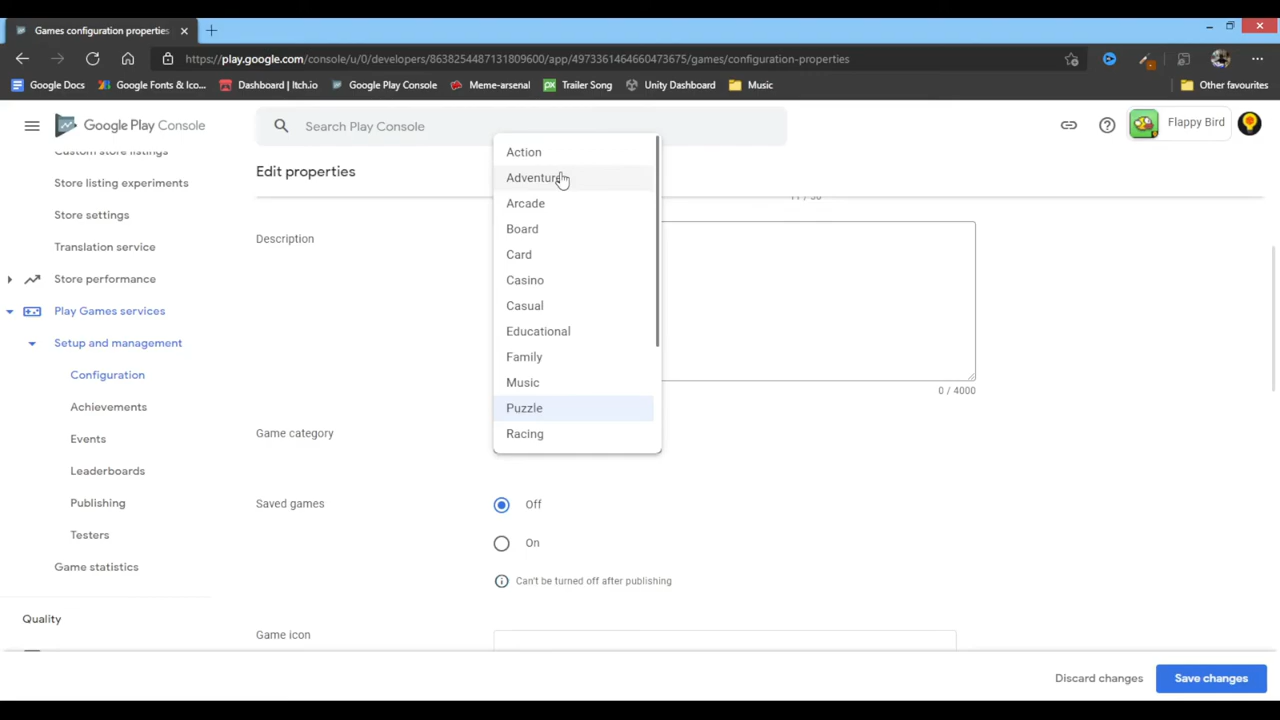 Games configuration properties
https://play.google.com/console/u/0/developers/8638254487131809600/app/4973361464660473675/games/configuration-properties
Google Docs
Google Fonts & Ico...
Dashboard | Itch.io
Google Play Console
Meme-arsenal
Trailer Song
Unity Dashboard
Music
Other favourites
Google Play Console
Search Play Console
Flappy Bird
Custom store listings
Store listing experiments
Store settings
Translation service
Store performance
Play Games services
Setup and management
Configuration
Achievements
Events
Leaderboards
Publishing
Testers
Game statistics
Quality
Edit properties
11 / 30
Description
0 / 4000
Game category
Action
Adventure
Arcade
Board
Card
Casino
Casual
Educational
Family
Music
Puzzle
Racing
Saved games
Off
On
Can't be turned off after publishing
Game icon
Discard changes
Save changes